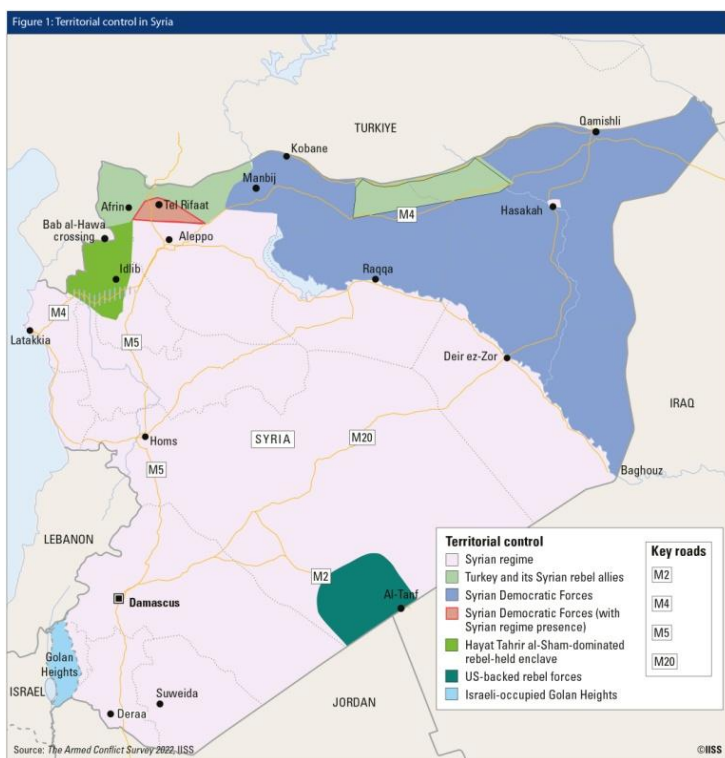 Figure 1: Territorial control in Syria
TURKIYE
Qamishli
Kobane
Manbij
Afrin
Tel Rifaat
Hasakah
M4
Bab al-Hawa
crossing
Aleppo
Idlib
Raqqa
M4
M5
Latakkia
Deir ez-Zor
IRAQ
SYRIA
M20
Homs
M5
Baghouz
LEBANON
M2
Al-Tanf
Damascus
Golan
Heights
ISRAEL
Suweida
JORDAN
Deraa
Territorial control
Syrian regime
Turkey and its Syrian rebel allies
Syrian Democratic Forces
Syrian Democratic Forces (with
Syrian regime presence)
Hayat Tahrir al-Sham-dominated
rebel-held enclave
US-backed rebel forces
Israeli-occupied Golan Heights
Key roads
M2
M4
M5
M20
Source: The Armed Conflict Survey 2022, IISS
©IISS